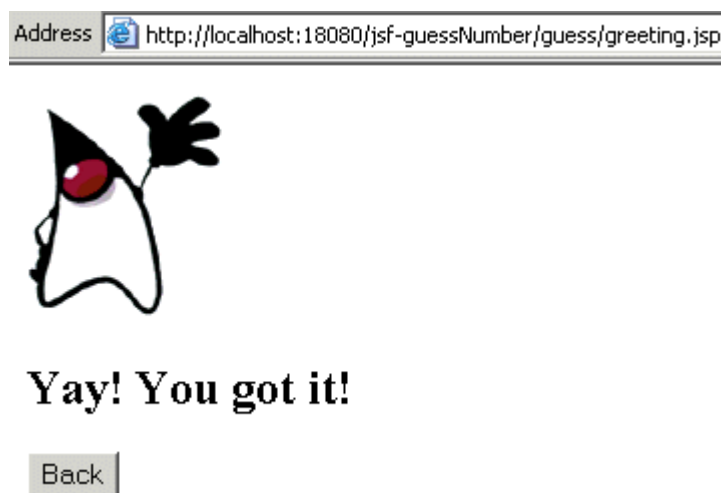 Address http://localhost:18080/jsf-guessNumber/guess/greeting.jsp
Yay! You got it!
Back